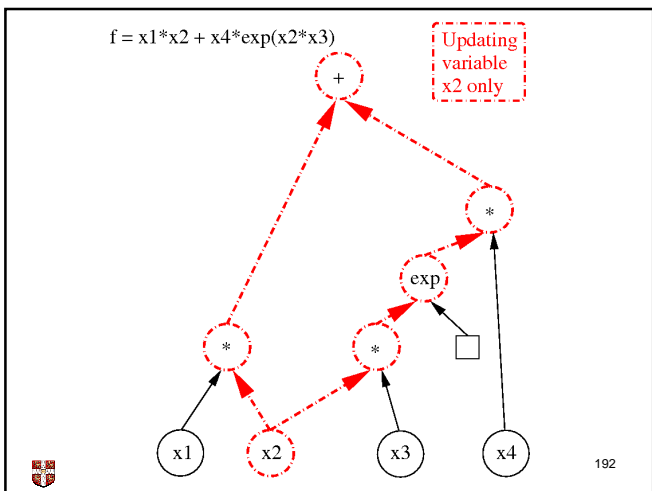 f = x1*x2 + x4*exp(x2*x3)
Updating
variable
x2 only
+
*
exp
*
*
x1
x2
x3
x4
192